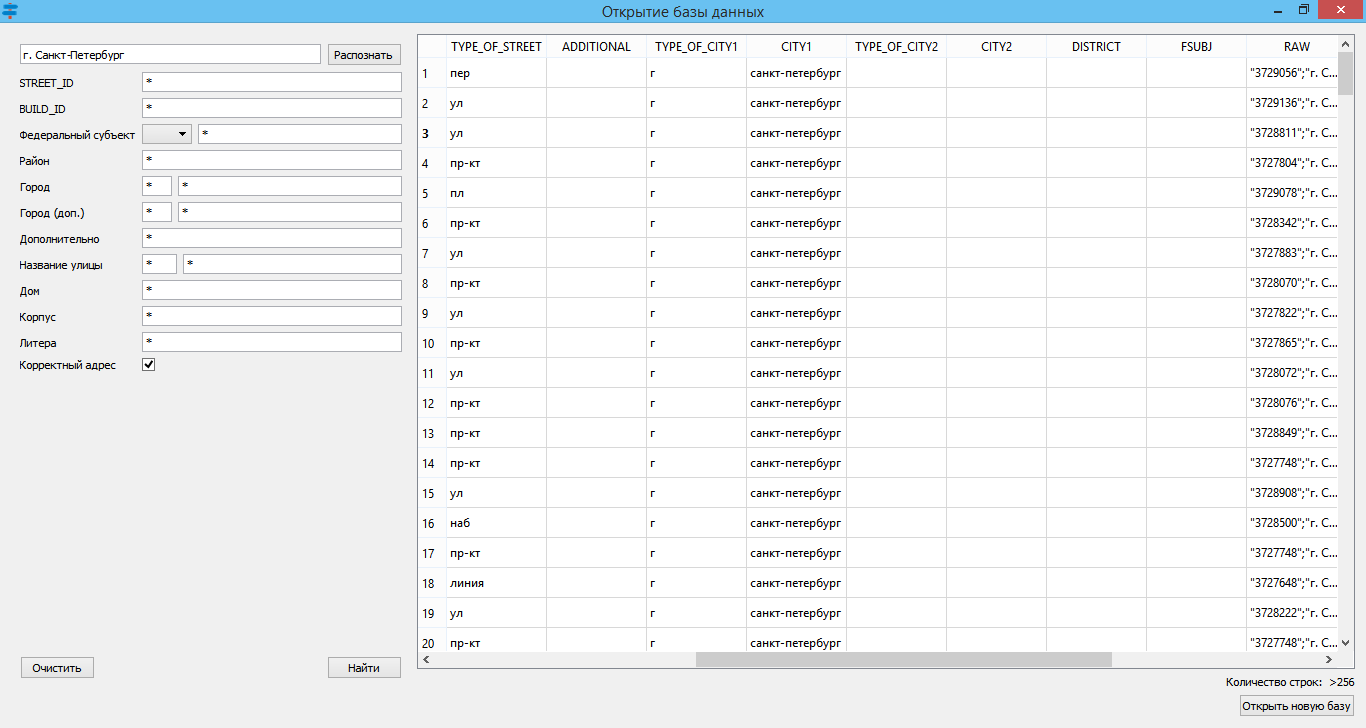 Открытие базы данных
г. Санкт-Петербург Распознать
STREET_ID *
BUILD_ID *
Федеральный субъект *
Район *
Город * *
Город (доп.) * *
Дополнительно *
Название улицы * *
Дом *
Корпус *
Литера *
Корректный адрес
Очистить Найти
TYPE_OF_STREET ADDITIONAL TYPE_OF_CITY1 CITY1 TYPE_OF_CITY2 CITY2 DISTRICT FSUBJ RAW
1 пер г санкт-петербург "3729056";"г. С...
2 ул г санкт-петербург "3729136";"г. С...
3 ул г санкт-петербург "3728811";"г. С...
4 пр-кт г санкт-петербург "3727804";"г. С...
5 пл г санкт-петербург "3729078";"г. С...
6 пр-кт г санкт-петербург "3728342";"г. С...
7 ул г санкт-петербург "3727883";"г. С...
8 пр-кт г санкт-петербург "3728070";"г. С...
9 ул г санкт-петербург "3727822";"г. С...
10 пр-кт г санкт-петербург "3727865";"г. С...
11 ул г санкт-петербург "3728072";"г. С...
12 пр-кт г санкт-петербург "3728076";"г. С...
13 пр-кт г санкт-петербург "3728849";"г. С...
14 пр-кт г санкт-петербург "3727748";"г. С...
15 ул г санкт-петербург "3728908";"г. С...
16 наб г санкт-петербург "3728500";"г. С...
17 пр-кт г санкт-петербург "3727748";"г. С...
18 линия г санкт-петербург "3727648";"г. С...
19 ул г санкт-петербург "3728222";"г. С...
20 пр-кт г санкт-петербург "3727748";"г. С...
Количество строк: >256
Открыть новую базу